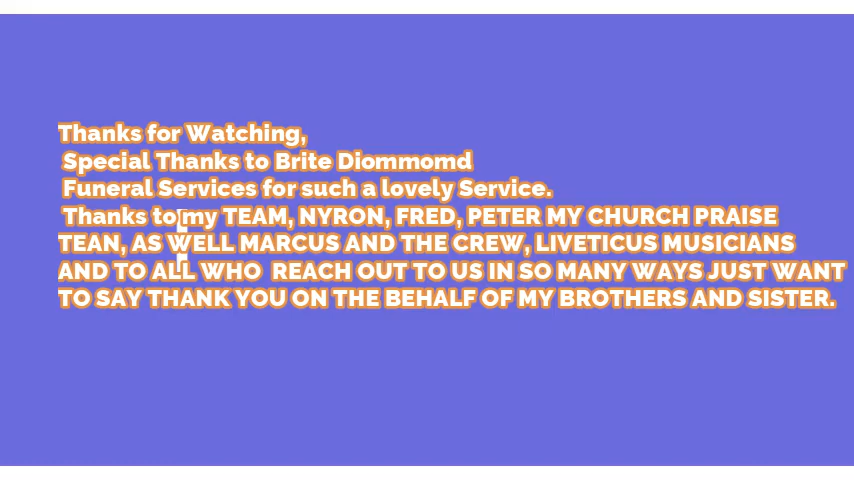 Thanks for Watching,
Special Thanks to Brite Diommomd
Funeral Services for such a lovely Service.
Thanks to my TEAM, NYRON, FRED, PETER MY CHURCH PRAISE
TEAN, AS WELL MARCUS AND THE CREW, LIVETICUS MUSICIANS
AND TO ALL WHO REACH OUT TO US IN SO MANY WAYS JUST WANT
TO SAY THANK YOU ON THE BEHALF OF MY BROTHERS AND SISTER.